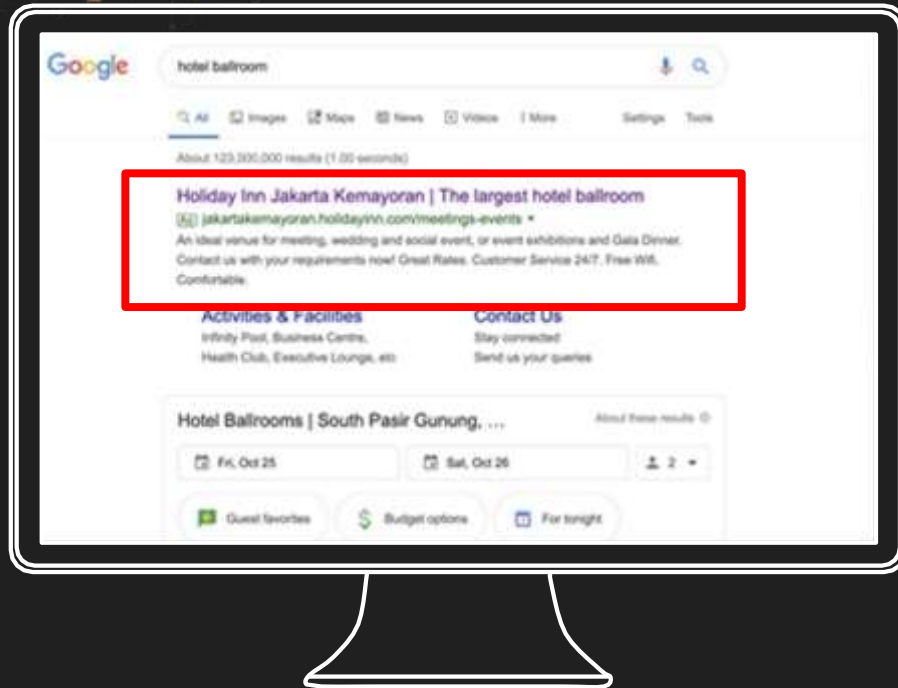 Google
hotel ballroom
All Images Maps News Videos More Settings Tools
About 123,000,000 results (1.00 seconds)
Holiday Inn Jakarta Kemayoran | The largest hotel ballroom
Ad jakartakemayoran.holidayinn.com/meetings-events
An ideal venue for meeting, wedding and social event, or event exhibitions and Gala Dinner.
Contact us with your requirements now! Great Rates. Customer Service 24/7. Free Wifi.
Comfortable.
Activities & Facilities Contact Us
Infinity Pool, Business Centre, Stay connected
Health Club, Executive Lounge, etc Send us your queries
Hotel Ballrooms | South Pasir Gunung, ... About these results
Fri, Oct 25 Sat, Oct 26 2
Guest favorites Budget options For tonight